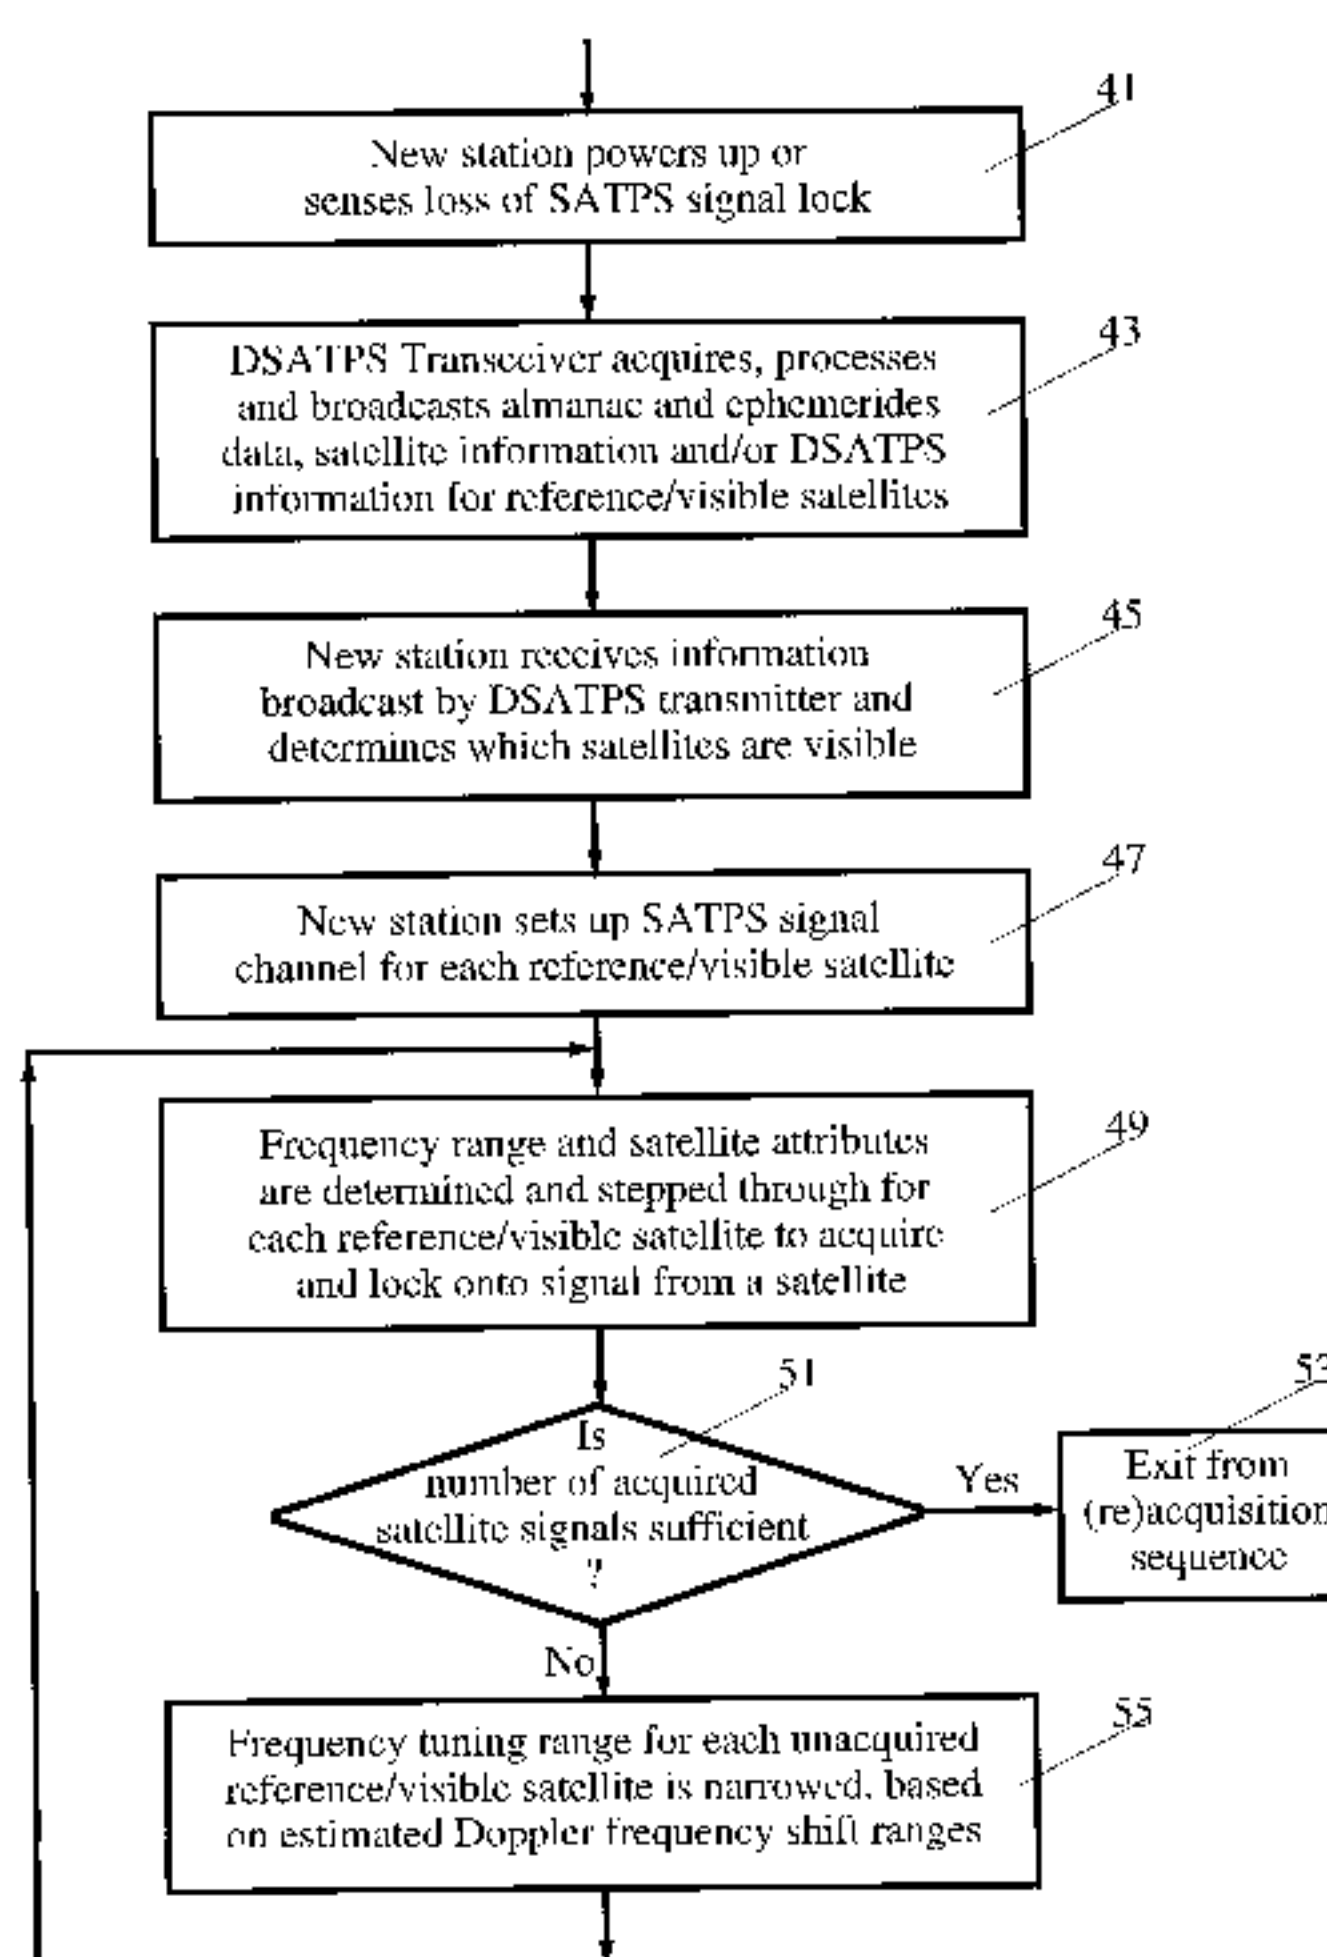 41
New station powers up or
senses loss of SATPS signal lock
43
DSATPS Transceiver acquires, processes
and broadcasts almanac and ephemerides
data, satellite information and/or DSATPS
information for reference/visible satellites
45
New station receives information
broadcast by DSATPS transmitter and
determines which satellites are visible
47
New station sets up SATPS signal
channel for each reference/visible satellite
49
Frequency range and satellite attributes
are determined and stepped through for
each reference/visible satellite to acquire
and lock onto signal from a satellite
51
Is
number of acquired
satellite signals sufficient
?
Yes
Exit from
(re)acquisition
sequence
No
55
Frequency tuning range for each unacquired
reference/visible satellite is narrowed, based
on estimated Doppler frequency shift ranges